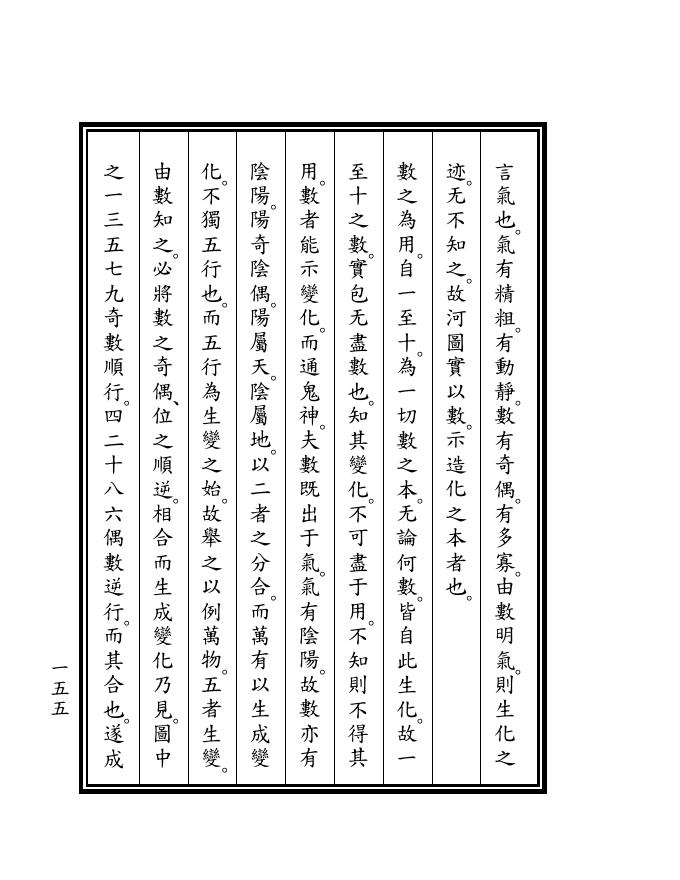 言氣也。氣有精粗。有動靜。數有奇偶。有多寡。由數明氣。則生化之
迹。无不知之。故河圖實以數。示造化之本者也。
數之為用。自一至十。為一切數之本。无論何數。皆自此生化。故一
至十之數。實包无盡數也。知其變化。不可盡于用。不知則不得其
用。數者能示變化。而通鬼神。夫數既出于氣。氣有陰陽。故數亦有
陰陽。陽奇陰偶。陽屬天。陰屬地。以二者之分合。而萬有以生成變
化。不獨五行也。而五行為生變之始。故舉之以例萬物。五者生變。
由數知之。必將數之奇偶、位之順逆。相合而生成變化乃見。圖中
之一三五七九奇數順行。四二十八六偶數逆行。而其合也。遂成
一五五